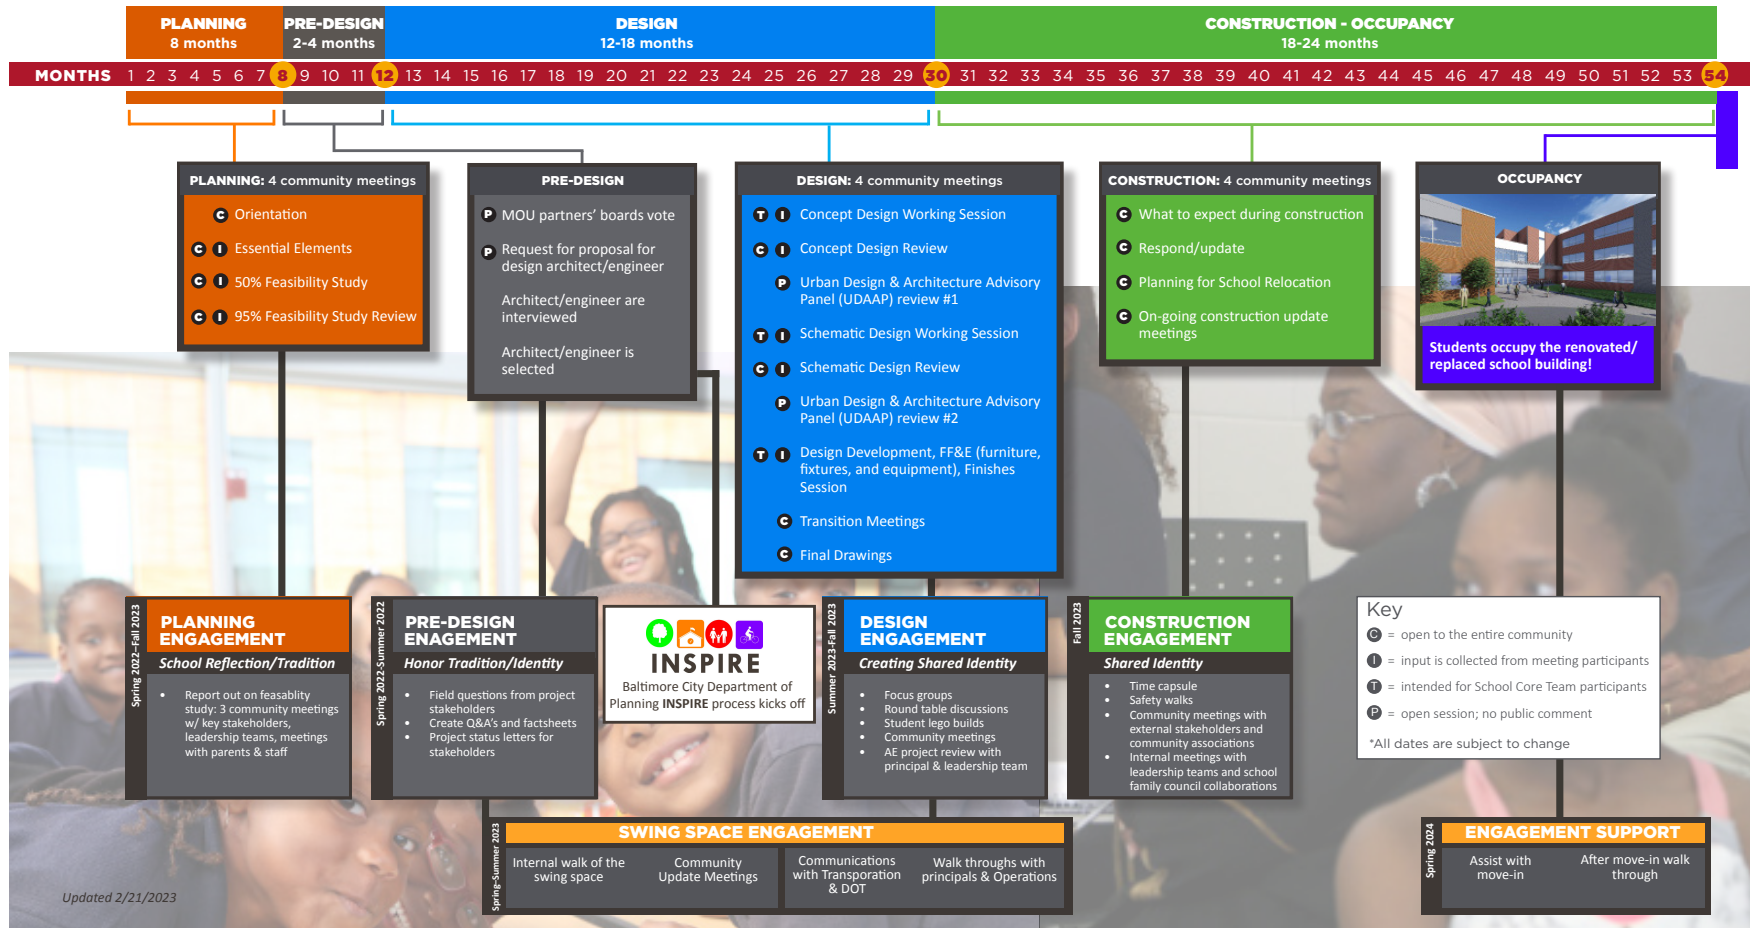 PLANNING
8 months
PRE-DESIGN
2-4 months
DESIGN
12-18 months
CONSTRUCTION - OCCUPANCY
18-24 months
MONTHS 1 2 3 4 5 6 7 8 9 10 11 12 13 14 15 16 17 18 19 20 21 22 23 24 25 26 27 28 29 30 31 32 33 34 35 36 37 38 39 40 41 42 43 44 45 46 47 48 49 50 51 52 53 54
PLANNING: 4 community meetings
C Orientation
C I Essential Elements
C I 50% Feasibility Study
C I 95% Feasibility Study Review
PRE-DESIGN
P MOU partners' boards vote
P Request for proposal for
design architect/engineer
Architect/engineer are
interviewed
Architect/engineer is
selected
DESIGN: 4 community meetings
T I Concept Design Working Session
C I Concept Design Review
P Urban Design & Architecture Advisory
Panel (UDAAP) review #1
T I Schematic Design Working Session
C I Schematic Design Review
P Urban Design & Architecture Advisory
Panel (UDAAP) review #2
T I Design Development, FF&E (furniture,
fixtures, and equipment), Finishes
Session
C Transition Meetings
C Final Drawings
CONSTRUCTION: 4 community meetings
C What to expect during construction
C Respond/update
C Planning for School Relocation
C On-going construction update
meetings
OCCUPANCY
Students occupy the renovated/
replaced school building!
Spring 2022–Fall 2023
PLANNING
ENGAGEMENT
School Reflection/Tradition
• Report out on feasablity
study: 3 community meetings
w/ key stakeholders,
leadership teams, meetings
with parents & staff
Spring 2022-Summer 2022
PRE-DESIGN
ENAGEMENT
Honor Tradition/Identity
• Field questions from project
stakeholders
• Create Q&A's and factsheets
• Project status letters for
stakeholders
INSPIRE
Baltimore City Department of
Planning INSPIRE process kicks off
Summer 2023-Fall 2023
DESIGN
ENGAGEMENT
Creating Shared Identity
• Focus groups
• Round table discussions
• Student lego builds
• Community meetings
• AE project review with
principal & leadership team
Fall 2023
CONSTRUCTION
ENGAGEMENT
Shared Identity
• Time capsule
• Safety walks
• Community meetings with
external stakeholders and
community associations
• Internal meetings with
leadership teams and school
family council collaborations
Key
C = open to the entire community
I = input is collected from meeting participants
T = intended for School Core Team participants
P = open session; no public comment
*All dates are subject to change
Spring-Summer 2023
SWING SPACE ENGAGEMENT
Internal walk of the
swing space
Community
Update Meetings
Communications
with Transporation
& DOT
Walk throughs with
principals & Operations
Spring 2024
ENGAGEMENT SUPPORT
Assist with
move-in
After move-in walk
through
Updated 2/21/2023